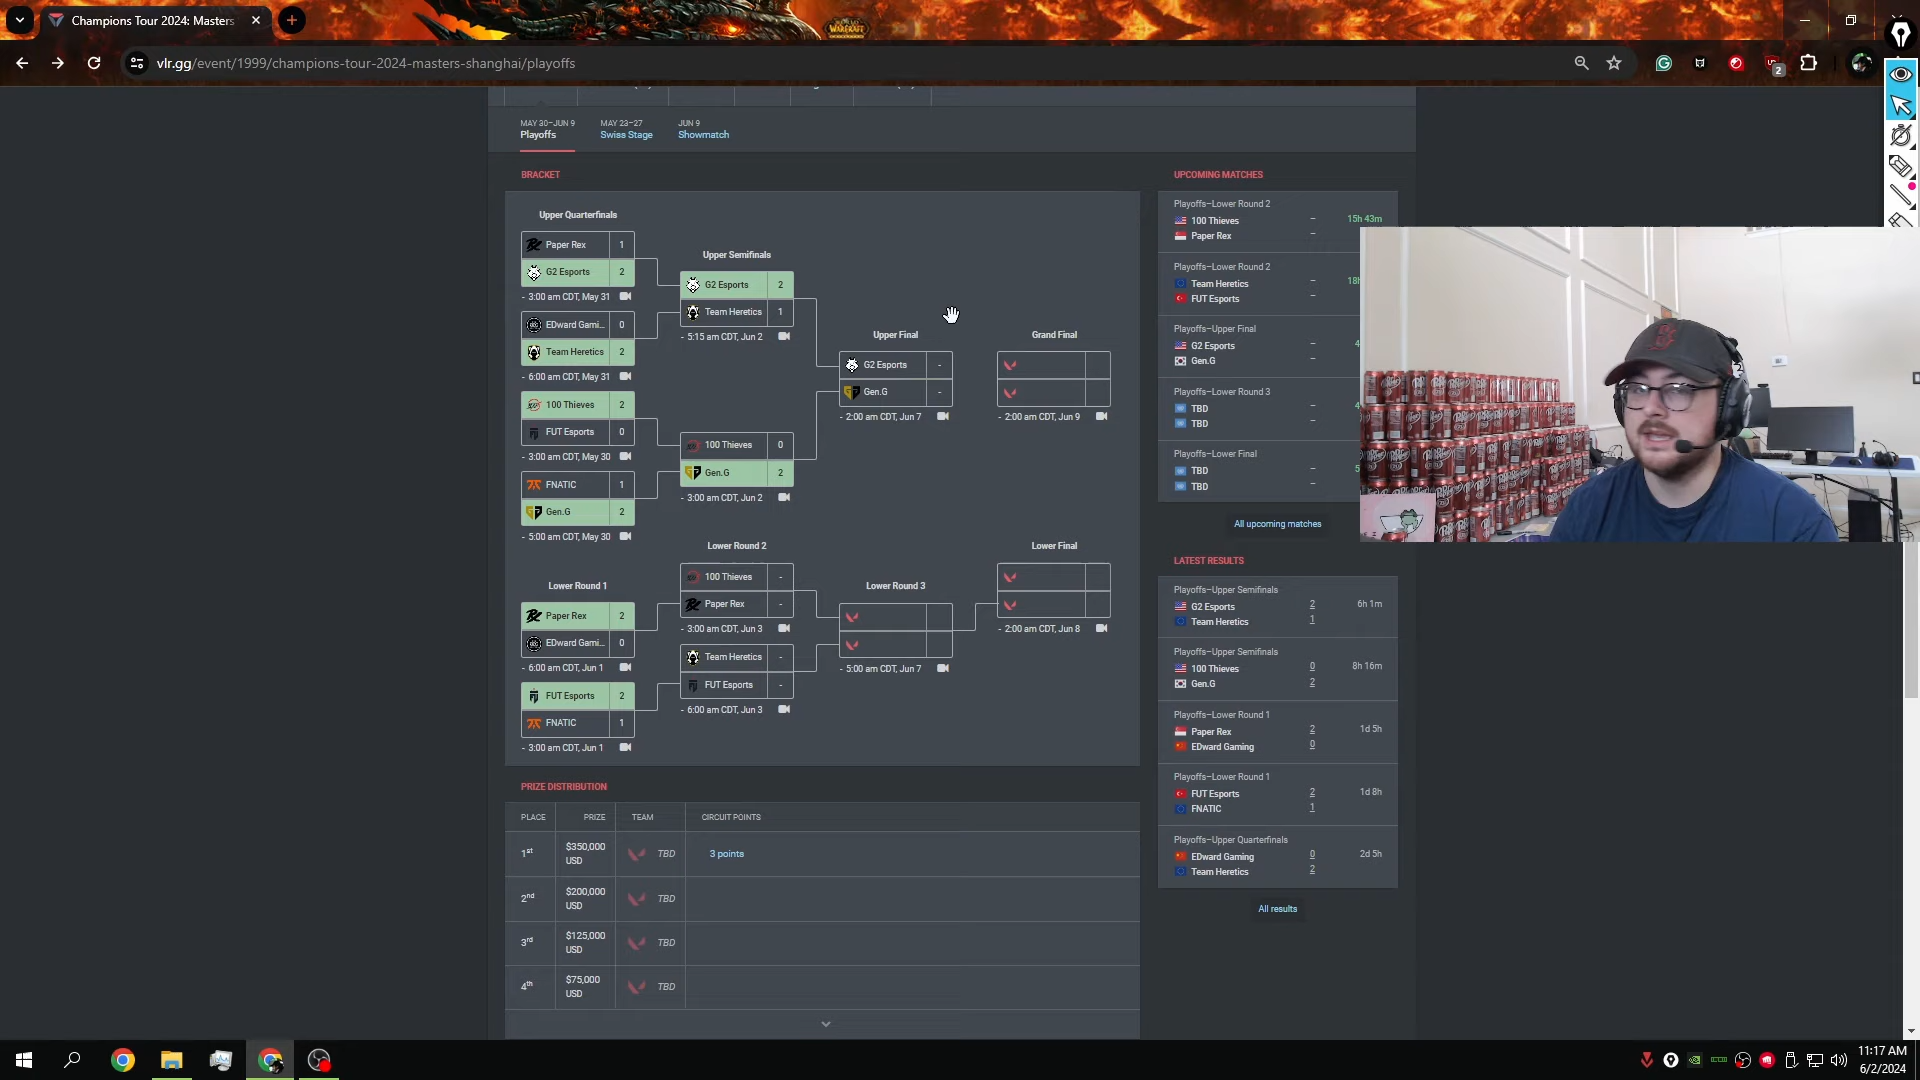 Champions Tour 2024: Masters
WARCRAFT
vlr.gg/event/1999/champions-tour-2024-masters-shanghai/playoffs
2
MAY 30–JUN 9
Playoffs
MAY 23–27
Swiss Stage
JUN 9
Showmatch
BRACKET
Upper Quarterfinals
Paper Rex 1
G2 Esports 2
- 3:00 am CDT, May 31
EDward Gami... 0
Team Heretics 2
- 6:00 am CDT, May 31
100 Thieves 2
FUT Esports 0
- 3:00 am CDT, May 30
FNATIC 1
Gen.G 2
- 5:00 am CDT, May 30
Upper Semifinals
G2 Esports 2
Team Heretics 1
- 5:15 am CDT, Jun 2
100 Thieves 0
Gen.G 2
- 3:00 am CDT, Jun 2
Upper Final
G2 Esports -
Gen.G -
- 2:00 am CDT, Jun 7
Grand Final
- 2:00 am CDT, Jun 9
Lower Round 1
Paper Rex 2
EDward Gami... 0
- 6:00 am CDT, Jun 1
FUT Esports 2
FNATIC 1
- 3:00 am CDT, Jun 1
Lower Round 2
100 Thieves -
Paper Rex -
- 3:00 am CDT, Jun 3
Team Heretics -
FUT Esports -
- 6:00 am CDT, Jun 3
Lower Round 3
- 5:00 am CDT, Jun 7
Lower Final
- 2:00 am CDT, Jun 8
PRIZE DISTRIBUTION
PLACE PRIZE TEAM CIRCUIT POINTS
1st $350,000 USD TBD 3 points
2nd $200,000 USD TBD
3rd $125,000 USD TBD
4th $75,000 USD TBD
UPCOMING MATCHES
Playoffs–Lower Round 2
100 Thieves – 15h 43m
Paper Rex –
Playoffs–Lower Round 2
Team Heretics – 18h
FUT Esports –
Playoffs–Upper Final
G2 Esports – 4
Gen.G –
Playoffs–Lower Round 3
TBD –
TBD –
Playoffs–Lower Final
TBD – 5
TBD –
All upcoming matches
LATEST RESULTS
Playoffs–Upper Semifinals
G2 Esports 2 6h 1m
Team Heretics 1
Playoffs–Upper Semifinals
100 Thieves 0 8h 16m
Gen.G 2
Playoffs–Lower Round 1
Paper Rex 2 1d 5h
EDward Gaming 0
Playoffs–Lower Round 1
FUT Esports 2 1d 8h
FNATIC 1
Playoffs–Upper Quarterfinals
EDward Gaming 0 2d 5h
Team Heretics 2
All results
11:17 AM
6/2/2024